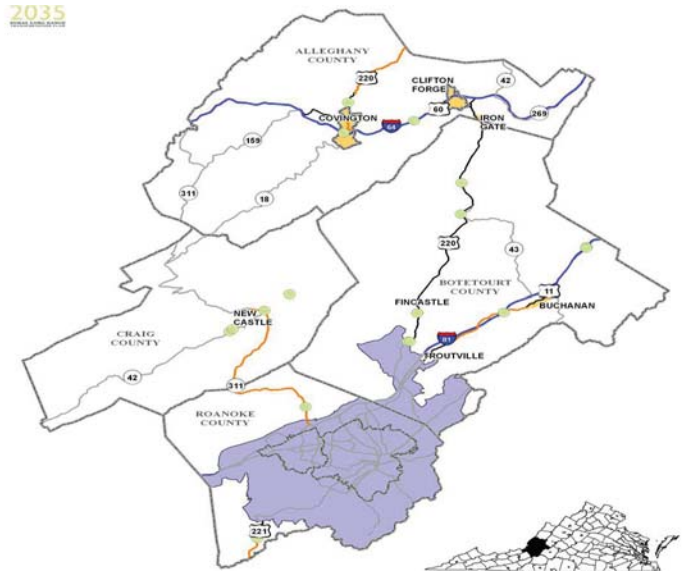 2035
ALLEGHANY
COUNTY
220
CLIFTON
FORGE
42
60
269
COVINGTON
64
IRON
GATE
159
311
18
220
43
BOTETOURT
COUNTY
11
BUCHANAN
FINCASTLE
NEW
CASTLE
CRAIG
COUNTY
81
TROUTVILLE
42
311
ROANOKE
COUNTY
221